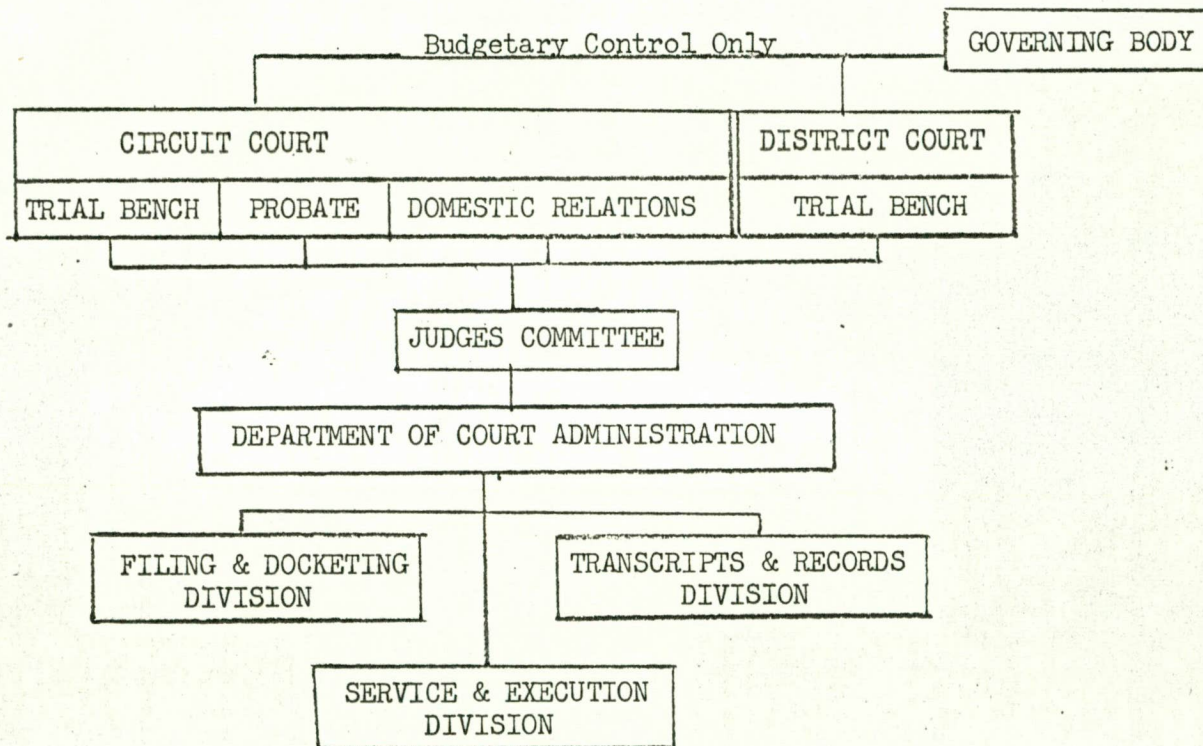 Budgetary Control Only
GOVERNING BODY
CIRCUIT COURT
DISTRICT COURT
TRIAL BENCH
PROBATE
DOMESTIC RELATIONS
TRIAL BENCH
JUDGES COMMITTEE
DEPARTMENT OF COURT ADMINISTRATION
FILING & DOCKETING
DIVISION
TRANSCRIPTS & RECORDS
DIVISION
SERVICE & EXECUTION
DIVISION